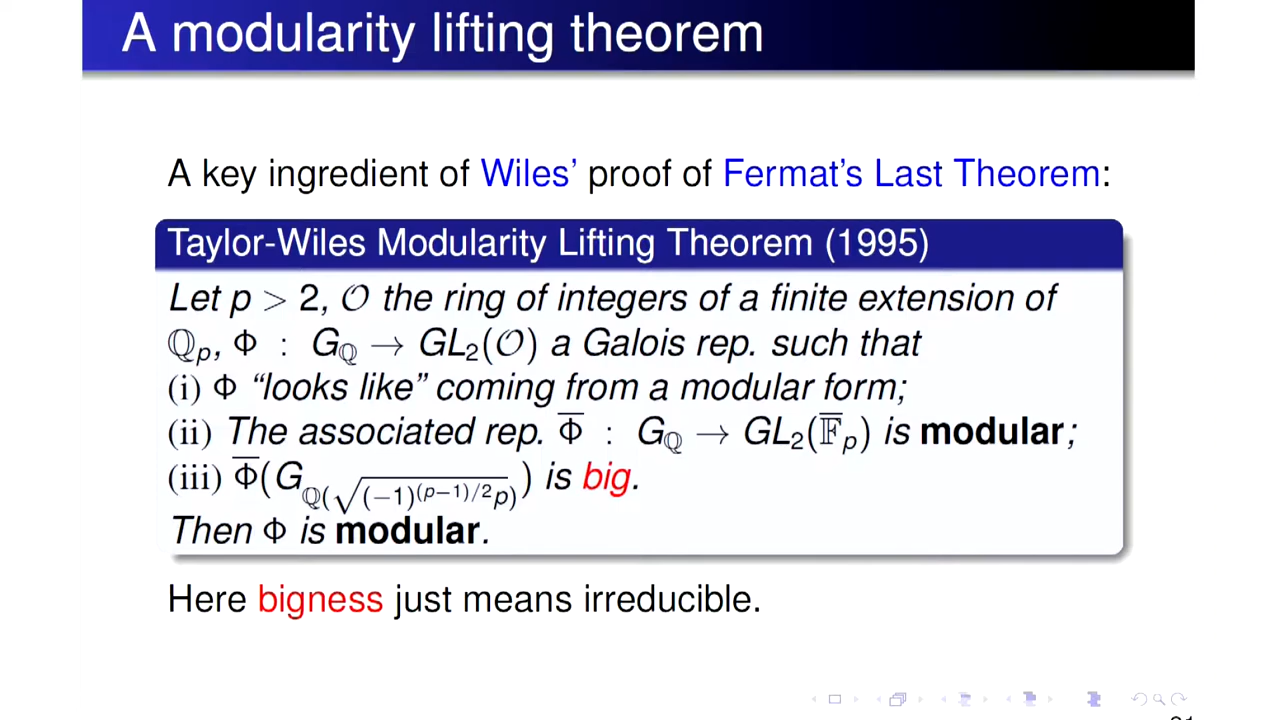 A modularity lifting theorem
A key ingredient of Wiles' proof of Fermat's Last Theorem:
Taylor-Wiles Modularity Lifting Theorem (1995)
Let p > 2, 𝒪 the ring of integers of a finite extension of
ℚ_p, Φ : G_ℚ → GL₂(𝒪) a Galois rep. such that
(i) Φ “looks like” coming from a modular form;
(ii) The associated rep. Φ̅ : G_ℚ → GL₂(F̅_p) is modular;
(iii) Φ̅(G_{ℚ(√((−1)^{(p−1)/2}p)}) is big.
Then Φ is modular.
Here bigness just means irreducible.